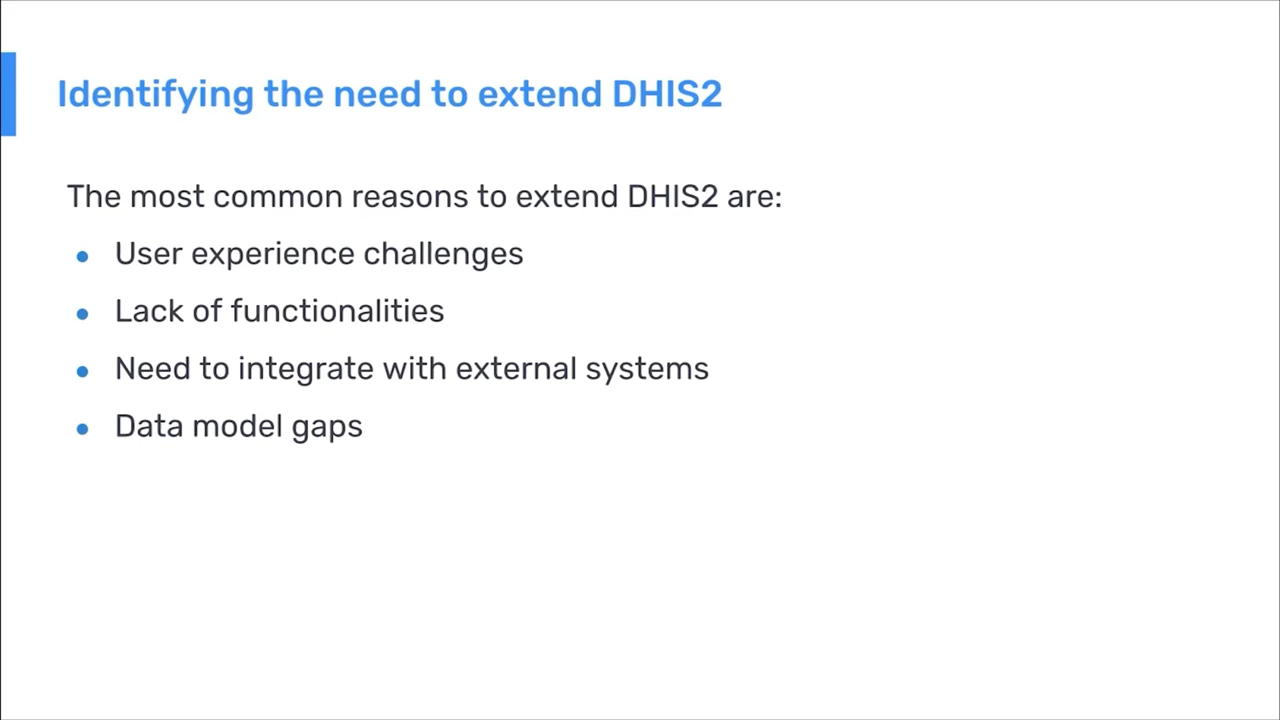 Identifying the need to extend DHIS2
The most common reasons to extend DHIS2 are:
• User experience challenges
• Lack of functionalities
• Need to integrate with external systems
• Data model gaps